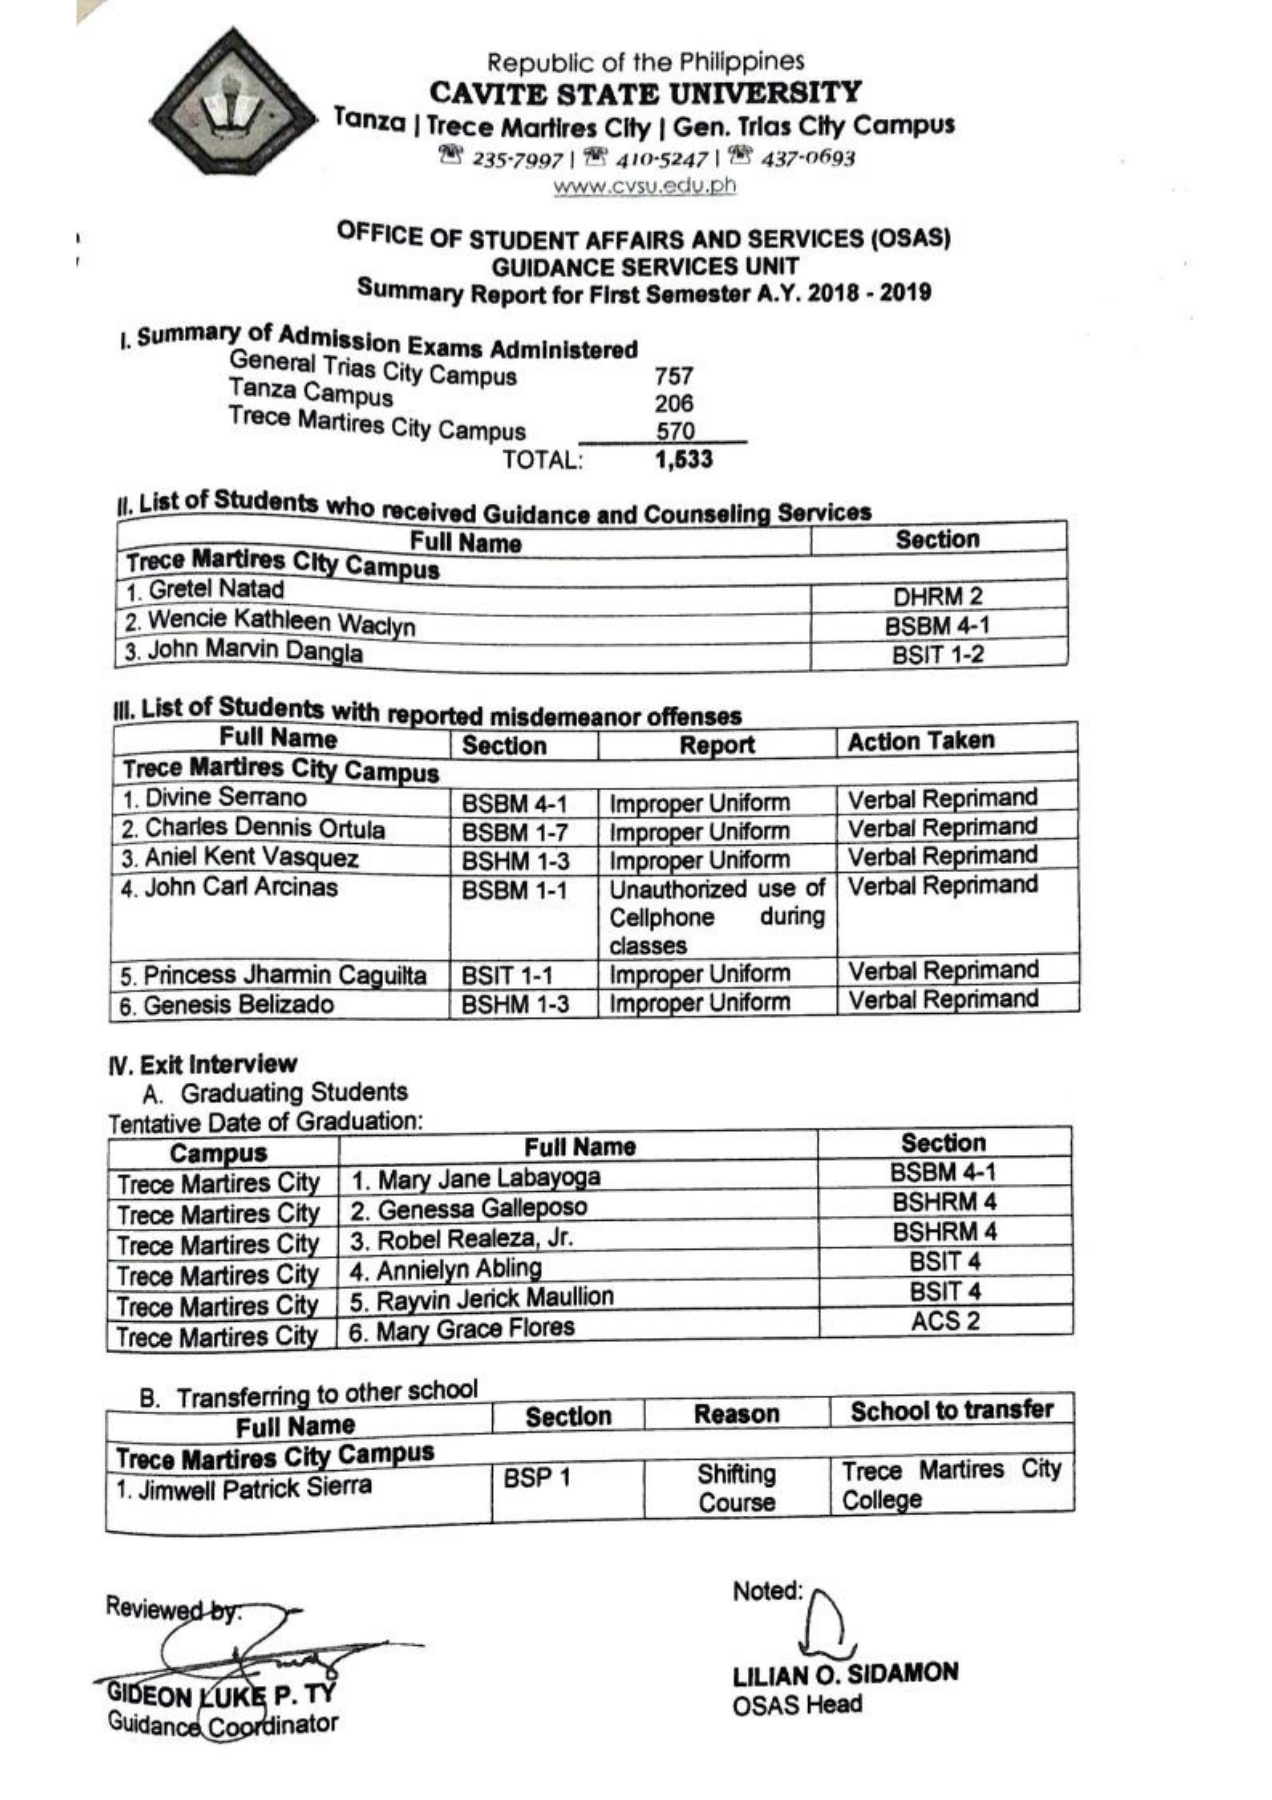 Republic of the Philippines
CAVITE STATE UNIVERSITY
Tanza | Trece Martires City | Gen. Trias City Campus
☏ 235-7997 | ☏ 410-5247 | ☏ 437-0693
www.cvsu.edu.ph
OFFICE OF STUDENT AFFAIRS AND SERVICES (OSAS)
GUIDANCE SERVICES UNIT
Summary Report for First Semester A.Y. 2018 - 2019
I. Summary of Admission Exams Administered
General Trias City Campus 757
Tanza Campus 206
Trece Martires City Campus 570
TOTAL: 1,533
II. List of Students who received Guidance and Counseling Services
Full Name Section
Trece Martires City Campus
1. Gretel Natad DHRM 2
2. Wencie Kathleen Waclyn BSBM 4-1
3. John Marvin Dangla BSIT 1-2
III. List of Students with reported misdemeanor offenses
Full Name Section Report Action Taken
Trece Martires City Campus
1. Divine Serrano BSBM 4-1 Improper Uniform Verbal Reprimand
2. Charles Dennis Ortula BSBM 1-7 Improper Uniform Verbal Reprimand
3. Aniel Kent Vasquez BSHM 1-3 Improper Uniform Verbal Reprimand
4. John Carl Arcinas BSBM 1-1 Unauthorized use of Verbal Reprimand
Cellphone during
classes
5. Princess Jharmin Caguilta BSIT 1-1 Improper Uniform Verbal Reprimand
6. Genesis Belizado BSHM 1-3 Improper Uniform Verbal Reprimand
IV. Exit Interview
A. Graduating Students
Tentative Date of Graduation:
Campus Full Name Section
Trece Martires City 1. Mary Jane Labayoga BSBM 4-1
Trece Martires City 2. Genessa Galleposo BSHRM 4
Trece Martires City 3. Robel Realeza, Jr. BSHRM 4
Trece Martires City 4. Annielyn Abling BSIT 4
Trece Martires City 5. Rayvin Jerick Maullion BSIT 4
Trece Martires City 6. Mary Grace Flores ACS 2
B. Transferring to other school
Full Name Section Reason School to transfer
Trece Martires City Campus
1. Jimwell Patrick Sierra BSP 1 Shifting Trece Martires City
Course College
Reviewed by: Noted:
GIDEON LUKE P. TY LILIAN O. SIDAMON
Guidance Coordinator OSAS Head